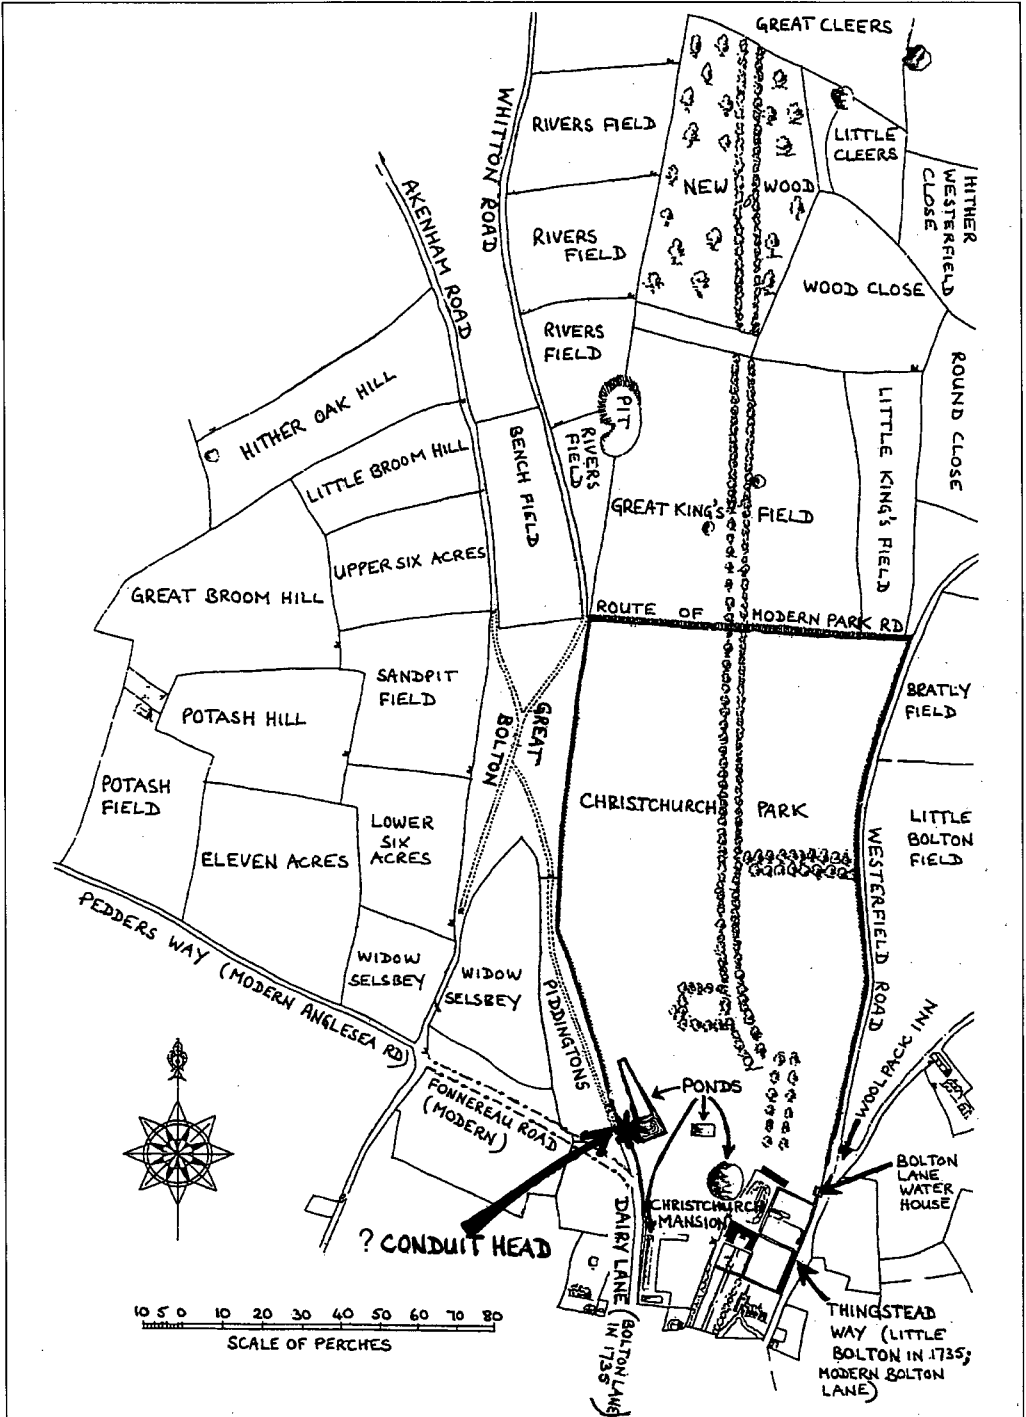 GREAT CLEERS
WHITTON ROAD
RIVERS FIELD
LITTLE
CLEERS
AKENHAM ROAD
NEW WOOD
HITHER
WESTERFIELD
CLOSE
RIVERS
FIELD
WOOD CLOSE
RIVERS
FIELD
ROUND CLOSE
HITHER OAK HILL
PIT
LITTLE KING'S FIELD
BENCH FIELD
RIVERS
FIELD
LITTLE BROOM HILL
GREAT KING'S FIELD
UPPER SIX ACRES
GREAT BROOM HILL
ROUTE OF MODERN PARK RD
SANDPIT
FIELD
BRATLY
FIELD
POTASH HILL
GREAT
BOLTON
POTASH
FIELD
CHRISTCHURCH PARK
LITTLE
BOLTON
FIELD
LOWER
SIX
ACRES
ELEVEN ACRES
WESTERFIELD ROAD
PEDDERS WAY (MODERN ANGLESEA RD)
WIDOW
SELSBEY
WIDOW
SELSBEY
PIDDINGTONS
WOOLPACK INN
FONNEREAU ROAD
(MODERN)
PONDS
BOLTON
LANE
WATER
HOUSE
CHRISTCHURCH
MANSION
? CONDUIT HEAD
DAIRY LANE (BOLTON LANE
IN 1735)
THINGSTEAD
WAY (LITTLE
BOLTON IN 1735;
MODERN BOLTON
LANE)
10 5 0 10 20 30 40 50 60 70 80
SCALE OF PERCHES